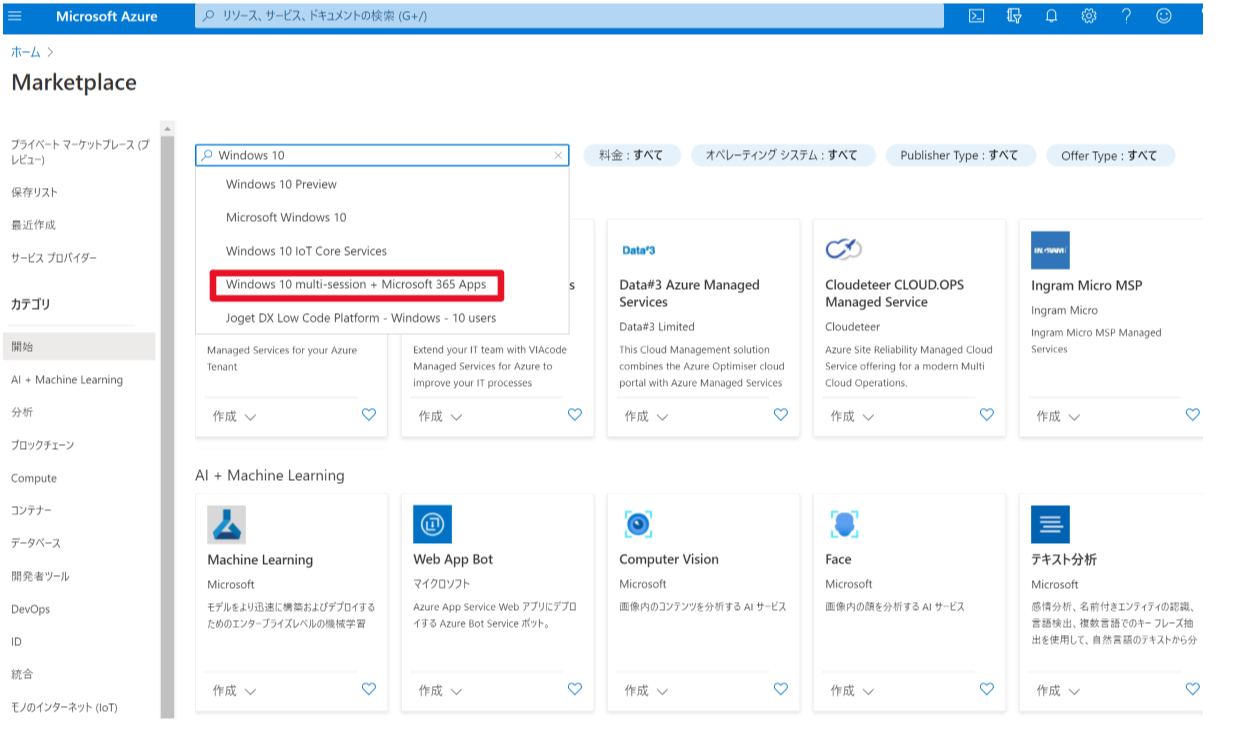 Microsoft Azure
リソース、サービス、ドキュメントの検索 (G+/)
ホーム >
Marketplace
プライベート マーケットプレース (プ
レビュー)
保存リスト
最近作成
サービス プロバイダー
カテゴリ
開始
AI + Machine Learning
分析
ブロックチェーン
Compute
コンテナー
データベース
開発者ツール
DevOps
ID
統合
モノのインターネット (IoT)
Windows 10
料金 : すべて
オペレーティング システム : すべて
Publisher Type : すべて
Offer Type : すべて
Windows 10 Preview
Microsoft Windows 10
Windows 10 IoT Core Services
Windows 10 multi-session + Microsoft 365 Apps
Joget DX Low Code Platform - Windows - 10 users
Managed Services for your Azure
Tenant
作成
s
Extend your IT team with VIAcode
Managed Services for Azure to
improve your IT processes
作成
Data#3
Data#3 Azure Managed
Services
Data#3 Limited
This Cloud Management solution
combines the Azure Optimiser cloud
portal with Azure Managed Services
作成
Cloudeteer CLOUD.OPS
Managed Service
Cloudeteer
Azure Site Reliability Managed Cloud
Service offering for a modern Multi
Cloud Operations.
作成
INGRAM
Ingram Micro MSP
Ingram Micro
Ingram Micro MSP Managed
Services
作成
AI + Machine Learning
Machine Learning
Microsoft
モデルをより迅速に構築およびデプロイする
ためのエンタープライズレベルの機械学習
作成
Web App Bot
マイクロソフト
Azure App Service Web アプリにデプロ
イする Azure Bot Service ボット。
作成
Computer Vision
Microsoft
画像内のコンテンツを分析する AI サービス
作成
Face
Microsoft
画像内の顔を分析する AI サービス
作成
テキスト分析
Microsoft
感情分析、名前付きエンティティの認識、
言語検出、複数言語でのキー フレーズ抽
出を使用して、自然言語のテキストから分
作成